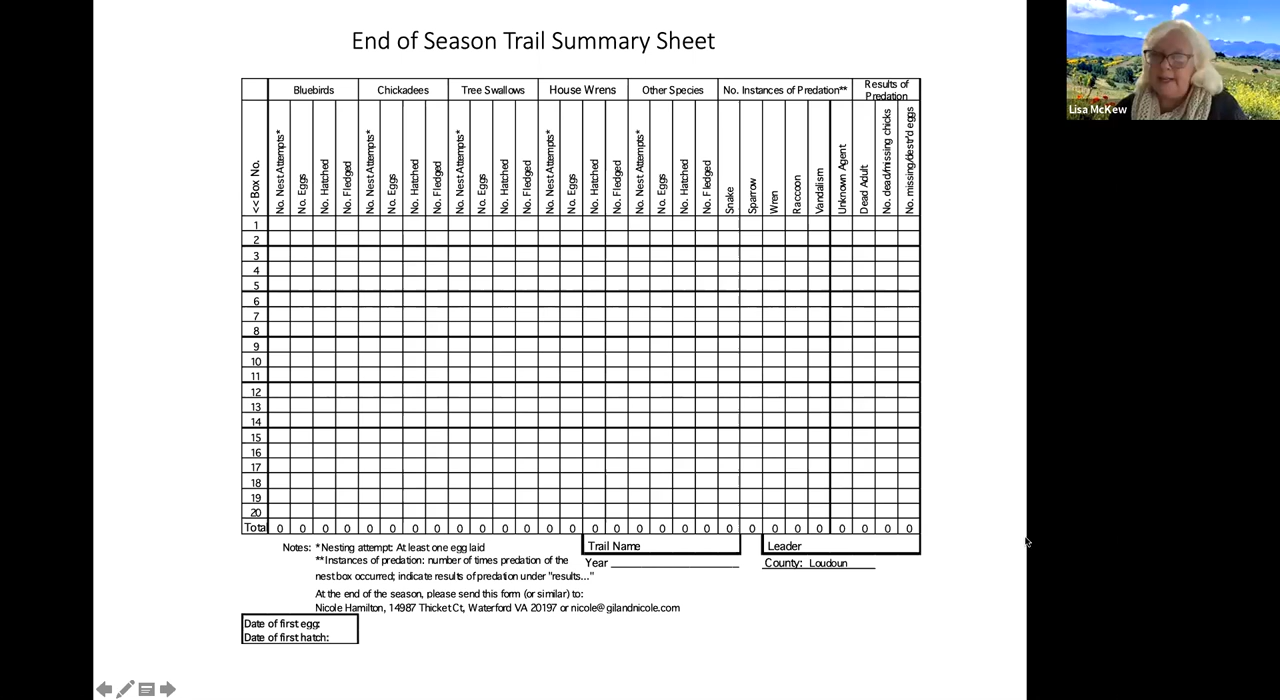 End of Season Trail Summary Sheet
Lisa McKew
Bluebirds Chickadees Tree Swallows House Wrens Other Species No. Instances of Predation** Results of Predation
<< Box No. No. Nest Attempts* No. Eggs No. Hatched No. Fledged No. Nest Attempts* No. Eggs No. Hatched No. Fledged No. Nest Attempts* No. Eggs No. Hatched No. Fledged No. Nest Attempts* No. Eggs No. Hatched No. Fledged No. Nest Attempts* No. Eggs No. Hatched No. Fledged Snake Sparrow Wren Raccoon Vandalism Unknown Agent Dead Adult No. dead/missing chicks No. missing/destr'd eggs
1
2
3
4
5
6
7
8
9
10
11
12
13
14
15
16
17
18
19
20
Total 0 0 0 0 0 0 0 0 0 0 0 0 0 0 0 0 0 0 0 0 0 0 0 0 0 0 0 0 0
Notes: *Nesting attempt: At least one egg laid
**Instances of predation: number of times predation of the
nest box occurred; indicate results of predation under "results..."
Trail Name
Leader
Year
County: Loudoun
At the end of the season, please send this form (or similar) to:
Nicole Hamilton, 14987 Thicket Ct, Waterford VA 20197 or nicole@gilandnicole.com
Date of first egg:
Date of first hatch: